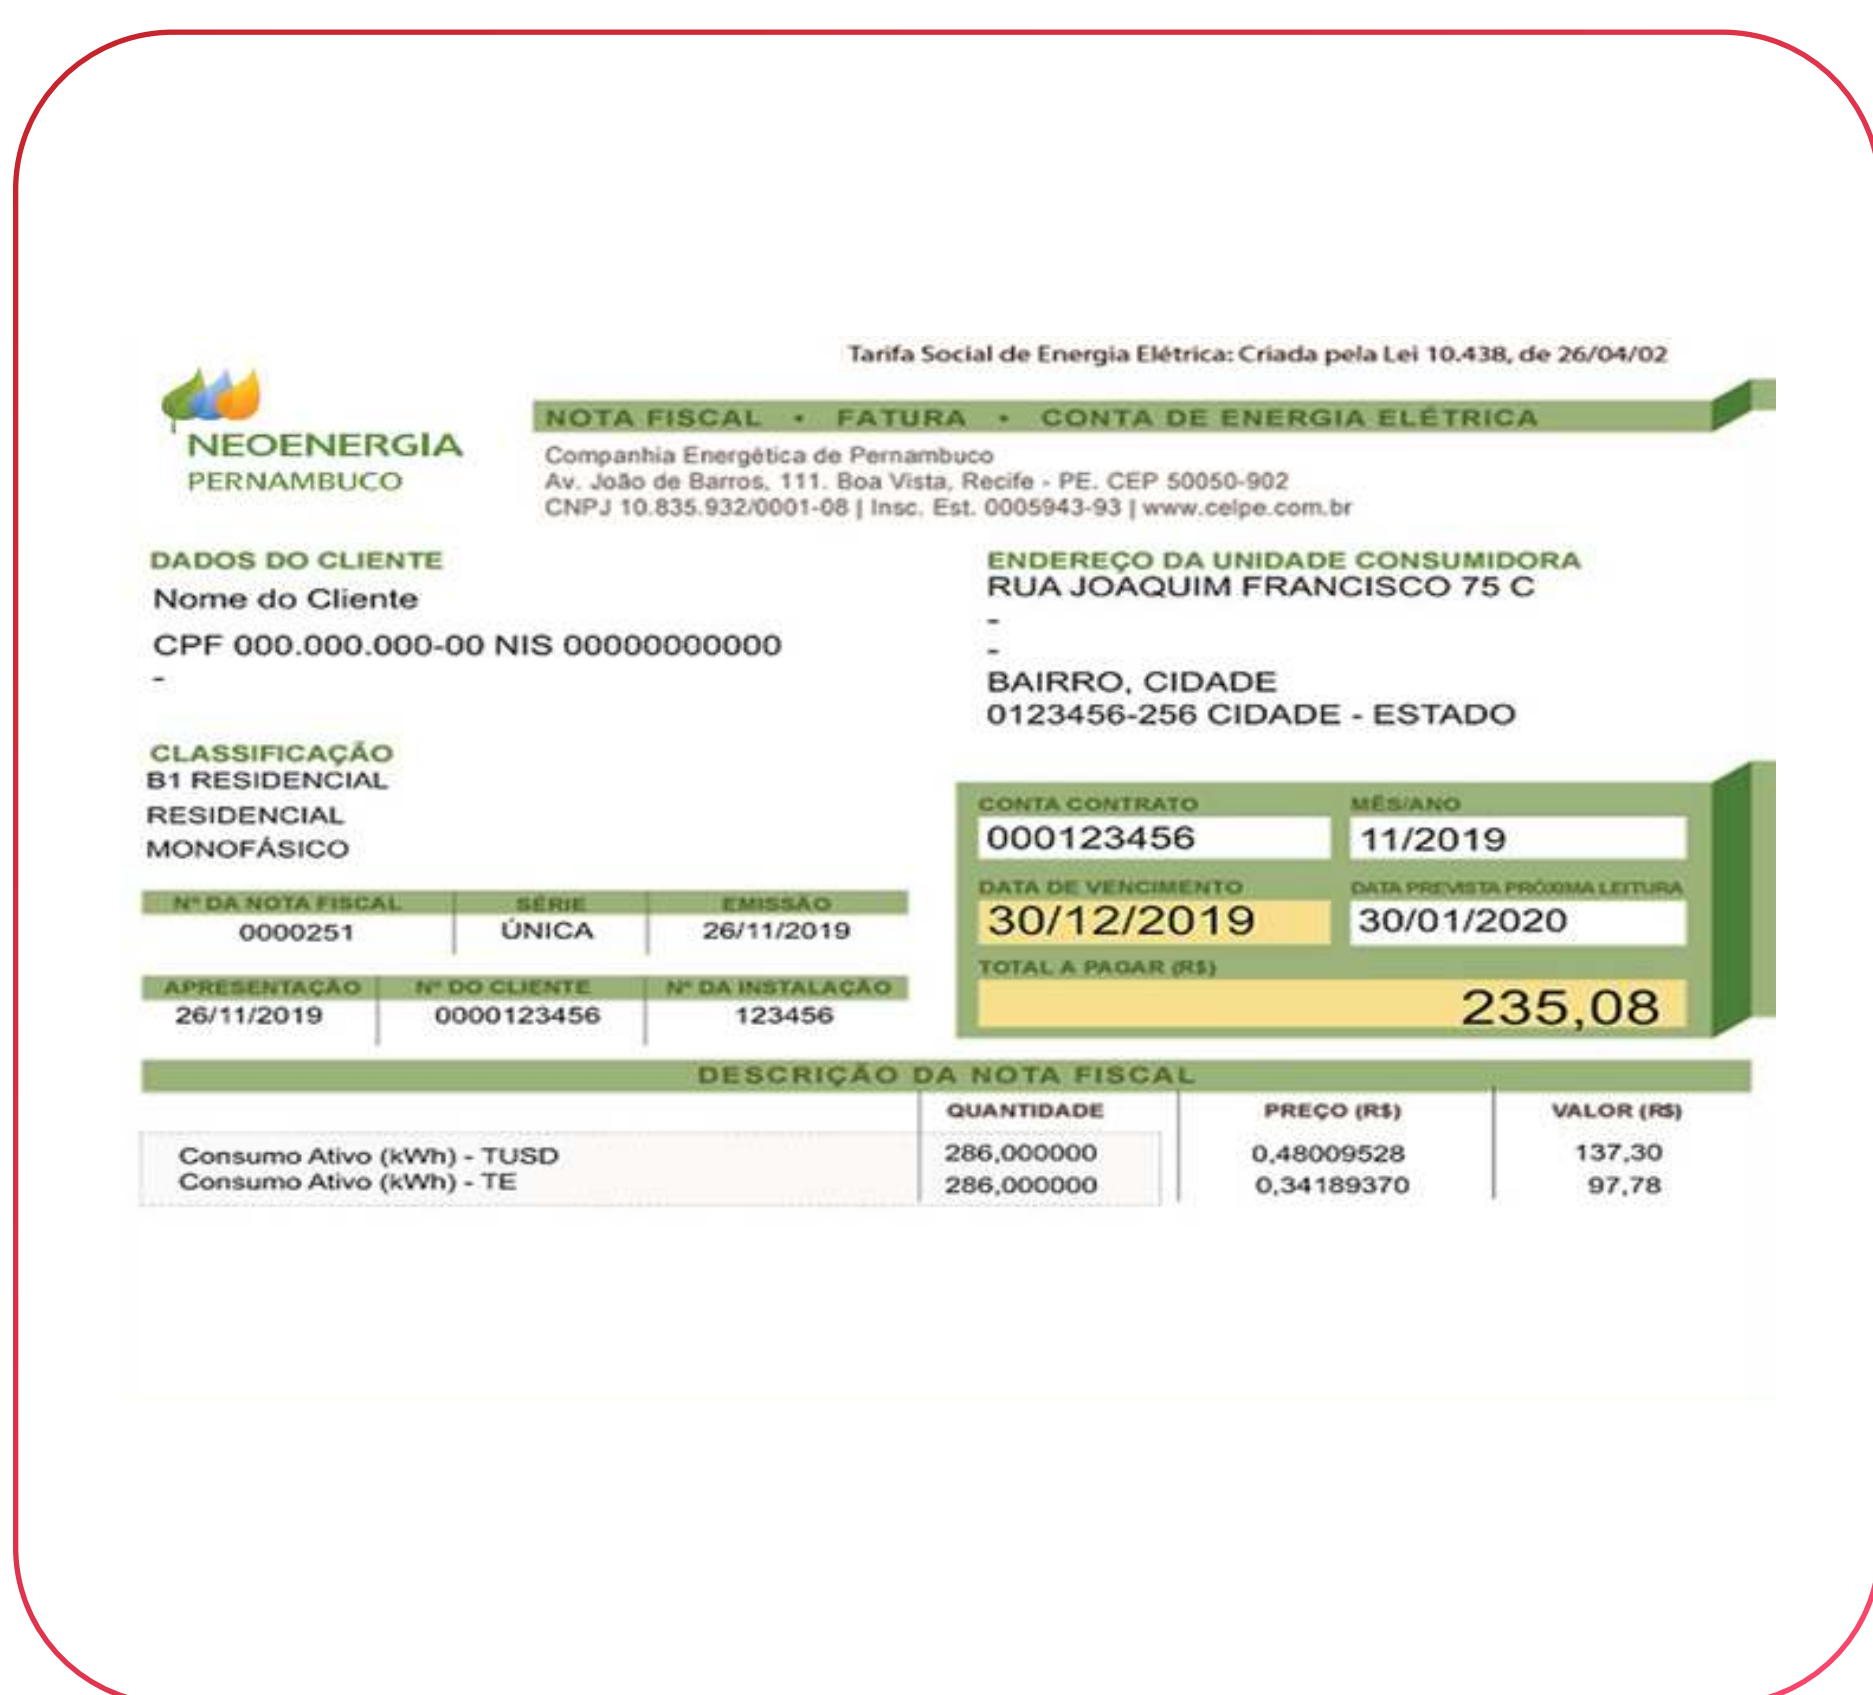 Tarifa Social de Energia Elétrica: Criada pela Lei 10.438, de 26/04/02
NEOENERGIA
PERNAMBUCO
NOTA FISCAL • FATURA • CONTA DE ENERGIA ELÉTRICA
Companhia Energética de Pernambuco
Av. João de Barros, 111. Boa Vista, Recife - PE. CEP 50050-902
CNPJ 10.835.932/0001-08 | Insc. Est. 0005943-93 | www.celpe.com.br
DADOS DO CLIENTE
Nome do Cliente
CPF 000.000.000-00 NIS 00000000000
-
ENDEREÇO DA UNIDADE CONSUMIDORA
RUA JOAQUIM FRANCISCO 75 C
-
-
BAIRRO, CIDADE
0123456-256 CIDADE - ESTADO
CLASSIFICAÇÃO
B1 RESIDENCIAL
RESIDENCIAL
MONOFÁSICO
CONTA CONTRATO MÊS/ANO
000123456 11/2019
DATA DE VENCIMENTO DATA PREVISTA PRÓXIMA LEITURA
30/12/2019 30/01/2020
TOTAL A PAGAR (R$)
235,08
Nº DA NOTA FISCAL SÉRIE EMISSÃO
0000251 ÚNICA 26/11/2019
APRESENTAÇÃO Nº DO CLIENTE Nº DA INSTALAÇÃO
26/11/2019 0000123456 123456
DESCRIÇÃO DA NOTA FISCAL
QUANTIDADE PREÇO (R$) VALOR (R$)
Consumo Ativo (kWh) - TUSD 286,000000 0,48009528 137,30
Consumo Ativo (kWh) - TE 286,000000 0,34189370 97,78